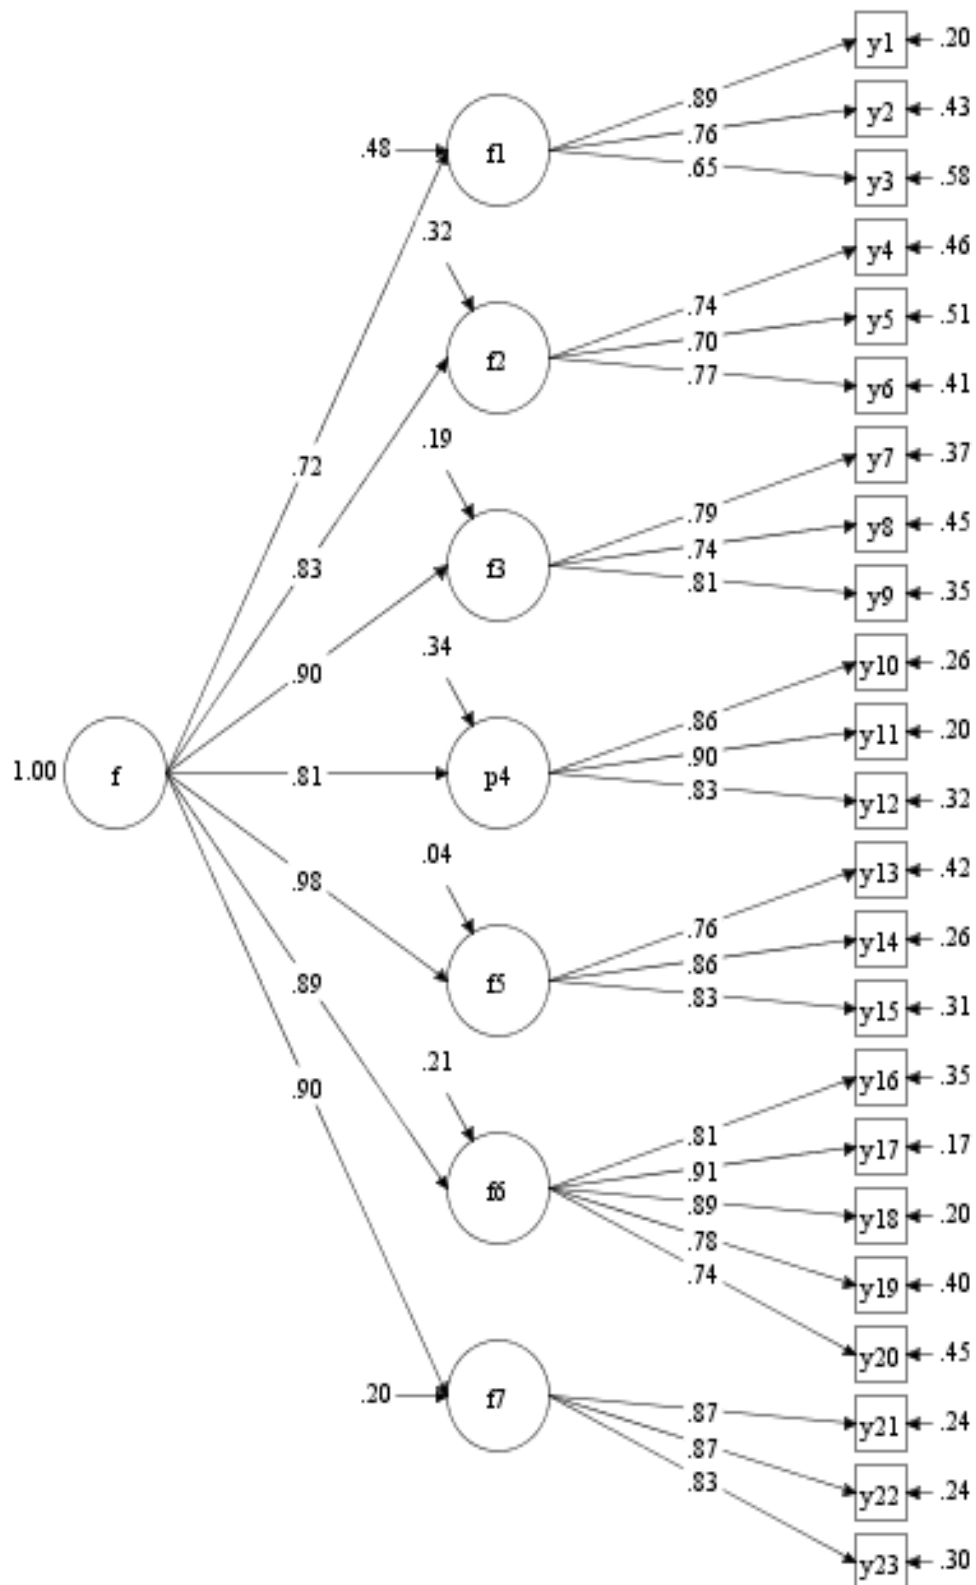 y1 .20
.89
y2 .43
.76
.48 f1
.65
y3 .58
.32
y4 .46
.74
y5 .51
.70
f2
.77
y6 .41
.19
y7 .37
.72
.79
y8 .45
.74
.83 f3
.81
y9 .35
.34
y10 .26
.90
.86
y11 .20
.90
1.00 f .81 p4
.83
y12 .32
.04
y13 .42
.98
.76
y14 .26
.86
.89 f5
.83
y15 .31
.21
y16 .35
.90
.81
y17 .17
.91
f6
.89
y18 .20
.78
.74
y19 .40
y20 .45
.20 f7
.87
y21 .24
.87
.83
y22 .24
y23 .30